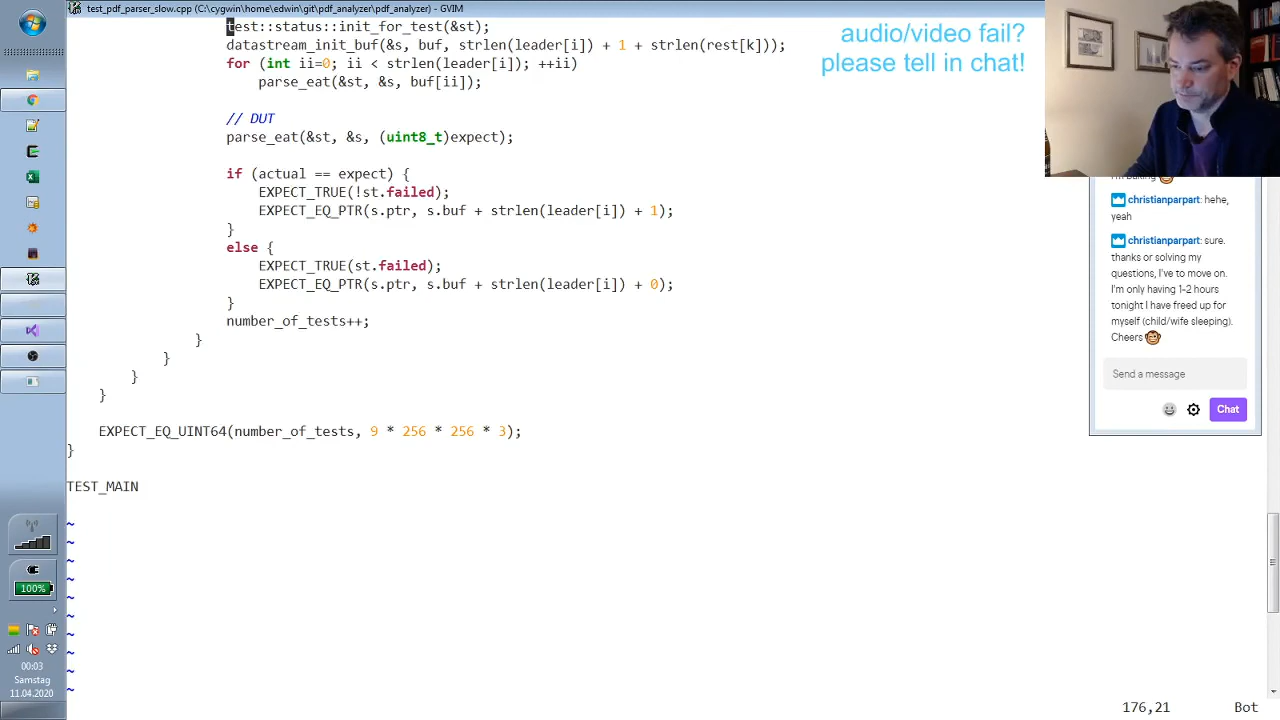 test_pdf_parser_slow.cpp (C:\cygwin\home\edwin\git\pdf_analyzer\pdf_analyzer) - GVIM
test::status::init_for_test(&st);
datastream_init_buf(&s, buf, strlen(leader[i]) + 1 + strlen(rest[k]));
for (int ii=0; ii < strlen(leader[i]); ++ii)
parse_eat(&st, &s, buf[ii]);
// DUT
parse_eat(&st, &s, (uint8_t)expect);
if (actual == expect) {
EXPECT_TRUE(!st.failed);
EXPECT_EQ_PTR(s.ptr, s.buf + strlen(leader[i]) + 1);
}
else {
EXPECT_TRUE(st.failed);
EXPECT_EQ_PTR(s.ptr, s.buf + strlen(leader[i]) + 0);
}
number_of_tests++;
}
}
}
}
EXPECT_EQ_UINT64(number_of_tests, 9 * 256 * 256 * 3);
}
TEST_MAIN
~
~
~
~
~
~
~
~
~
~
176,21 Bot
audio/video fail?
please tell in chat!
christianparpart: hehe,
yeah
christianparpart: sure.
thanks or solving my
questions, I've to move on.
I'm only having 1-2 hours
tonight I have freed up for
myself (child/wife sleeping).
Cheers
Send a message
Chat
100%
00:03
Samstag
11.04.2020